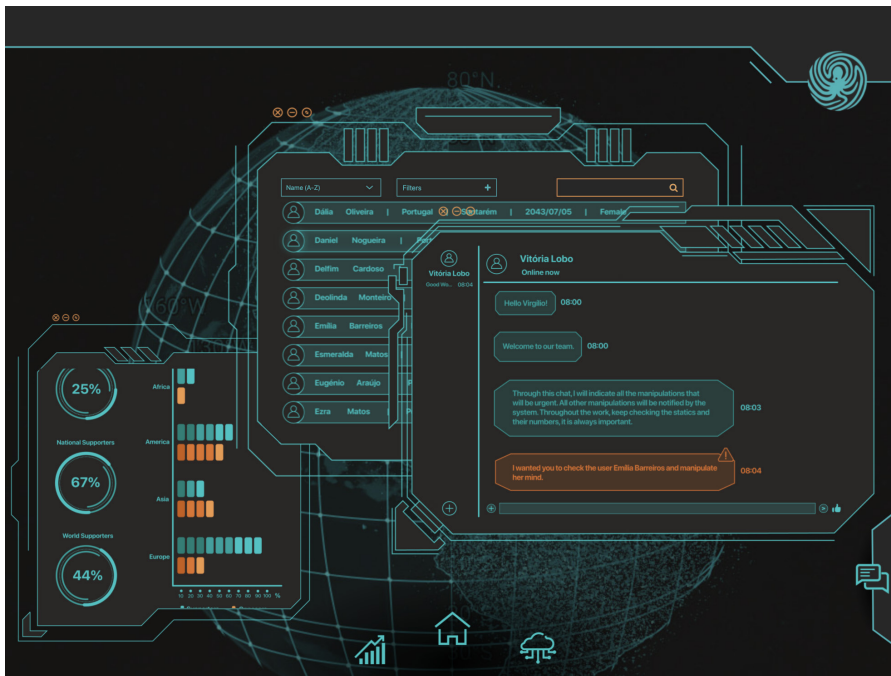 80°N
60°W
Name (A-Z)
Filters +
Dália Oliveira | Portugal | Santarém | 2043/07/05 | Female
Daniel Nogueira |
Delfim Cardoso
Deolinda Monteiro
Emília Barreiros
Esmeralda Matos
Eugénio Araújo
Ezra Matos |
Vitória Lobo
Good Wo... 08:04
Vitória Lobo
Online now
Hello Virgílio! 08:00
Welcome to our team. 08:00
Through this chat, I will indicate all the manipulations that
will be urgent. All other manipulations will be notified by the
system. Throughout the work, keep checking the statics and
their numbers, it is always important.
08:03
I wanted you to check the user Emília Barreiros and manipulate
her mind.
08:04
25%
National Supporters
67%
World Supporters
44%
Africa
America
Asia
Europe
10 20 30 40 50 60 70 80 90 100 %